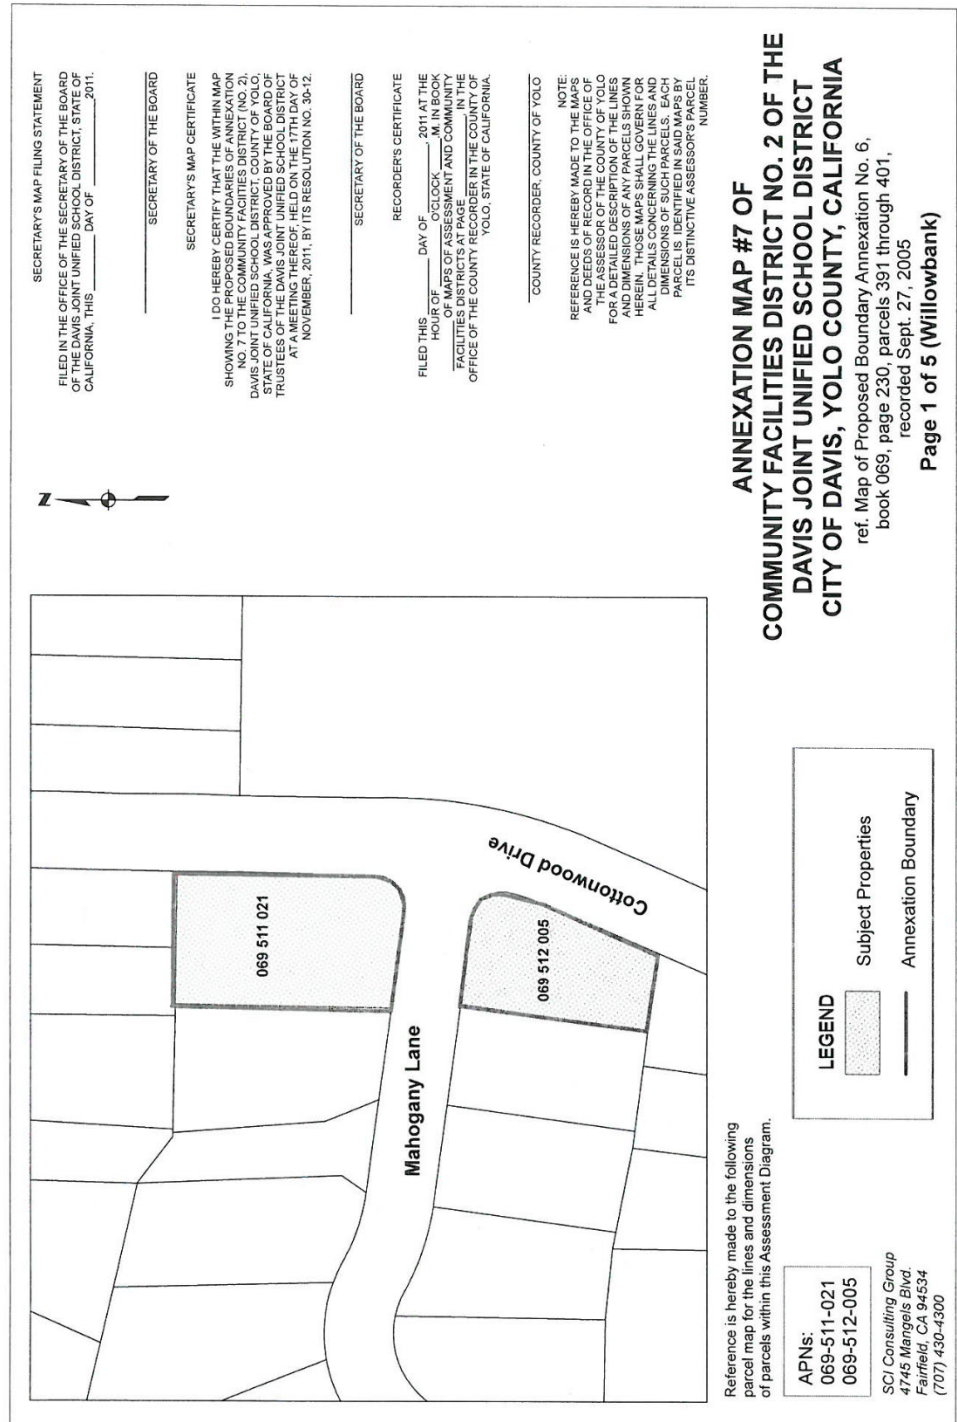 SECRETARY'S MAP FILING STATEMENT
FILED IN THE OFFICE OF THE SECRETARY OF THE BOARD
OF THE DAVIS JOINT UNIFIED SCHOOL DISTRICT, STATE OF
CALIFORNIA, THIS ______ DAY OF __________ 2011.
SECRETARY OF THE BOARD
SECRETARY'S MAP CERTIFICATE
I DO HEREBY CERTIFY THAT THE WITHIN MAP
SHOWING THE PROPOSED BOUNDARIES OF ANNEXATION
NO. 7 TO THE COMMUNITY FACIITIES DISTRICT (NO. 2),
DAVIS JOINT UNIFIED SCHOOL DISTRICT, COUNTY OF YOLO,
STATE OF CALIFORNIA, WAS APPROVED BY THE BOARD OF
TRUSTEES OF THE DAVIS JOINT UNIFIED SCHOOL DISTRICT
AT A MEETING THEREOF, HELD ON THE 17TH DAY OF
NOVEMBER, 2011, BY ITS RESOLUTION NO. 30-12.
SECRETARY OF THE BOARD
RECORDER'S CERTIFICATE
FILED THIS ______ DAY OF __________, 2011 AT THE
HOUR OF ______ O'CLOCK ______.M. IN BOOK
______ OF MAPS OF ASSESSMENT AND COMMUNITY
FACILITIES DISTRICTS AT PAGE ______, IN THE
OFFICE OF THE COUNTY RECORDER IN THE COUNTY OF
YOLO, STATE OF CALIFORNIA.
COUNTY RECORDER, COUNTY OF YOLO
NOTE:
REFERENCE IS HEREBY MADE TO THE MAPS
AND DEEDS OF RECORD IN THE OFFICE OF
THE ASSESSOR OF THE COUNTY OF YOLO
FOR A DETAILED DESCRIPTION OF THE LINES
AND DIMENSIONS OF ANY PARCELS SHOWN
HEREIN. THOSE MAPS SHALL GOVERN FOR
ALL DETAILS CONCERNING THE LINES AND
DIMENSIONS OF SUCH PARCELS. EACH
PARCEL IS IDENTIFIED IN SAID MAPS BY
ITS DISTINCTIVE ASSESSOR'S PARCEL
NUMBER.
N
069 511 021
069 512 005
Mahogany Lane
Cottonwood Drive
ANNEXATION MAP #7 OF
COMMUNITY FACILITIES DISTRICT NO. 2 OF THE
DAVIS JOINT UNIFIED SCHOOL DISTRICT
CITY OF DAVIS, YOLO COUNTY, CALIFORNIA
ref. Map of Proposed Boundary Annexation No. 6,
book 069, page 230, parcels 391 through 401,
recorded Sept. 27, 2005
Page 1 of 5 (Willowbank)
Reference is hereby made to the following
parcel map for the lines and dimensions
of parcels within this Assessment Diagram.
APNs:
069-511-021
069-512-005
SCI Consulting Group
4745 Mangels Blvd.
Fairfield, CA 94534
(707) 430-4300
LEGEND
Subject Properties
Annexation Boundary